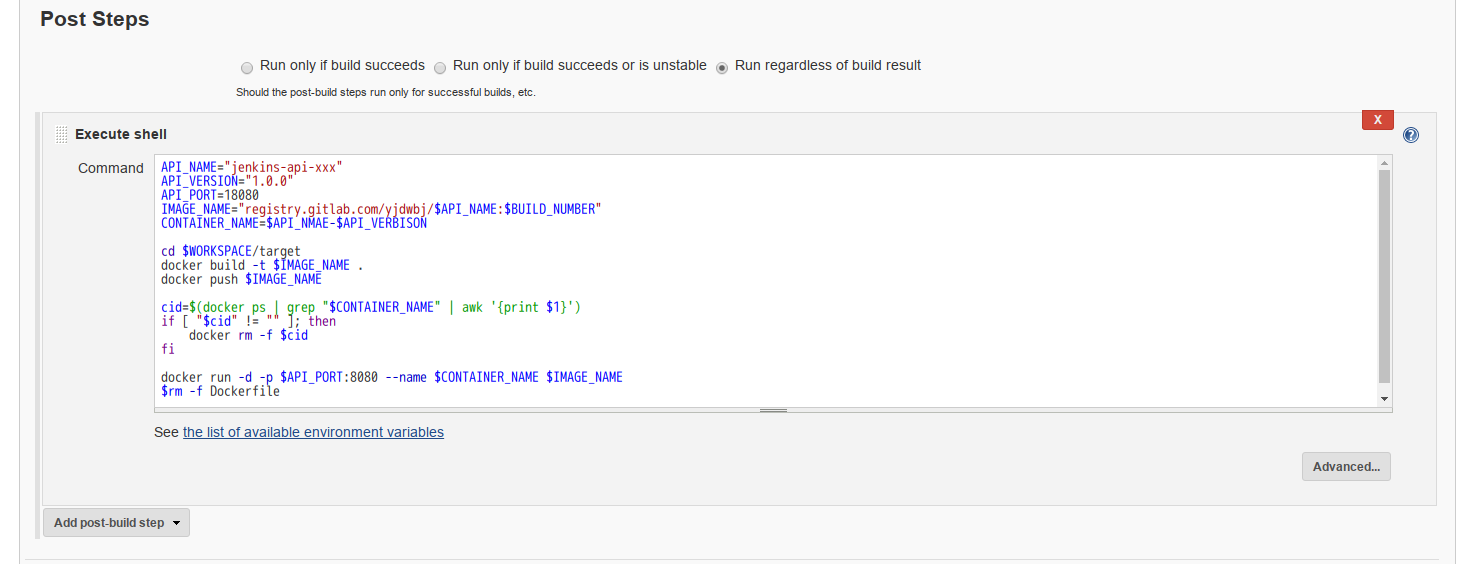 Post Steps
Run only if build succeeds Run only if build succeeds or is unstable Run regardless of build result
Should the post-build steps run only for successful builds, etc.
X
Execute shell
?
Command
API_NAME="jenkins-api-xxx"
API_VERSION="1.0.0"
API_PORT=18080
IMAGE_NAME="registry.gitlab.com/yjdwbj/$API_NAME:$BUILD_NUMBER"
CONTAINER_NAME=$API_NMAE-$API_VERBISON
cd $WORKSPACE/target
docker build -t $IMAGE_NAME .
docker push $IMAGE_NAME
cid=$(docker ps | grep "$CONTAINER_NAME" | awk '{print $1}')
if [ "$cid" != "" ]; then
    docker rm -f $cid
fi
docker run -d -p $API_PORT:8080 --name $CONTAINER_NAME $IMAGE_NAME
$rm -f Dockerfile
See the list of available environment variables
Advanced...
Add post-build step